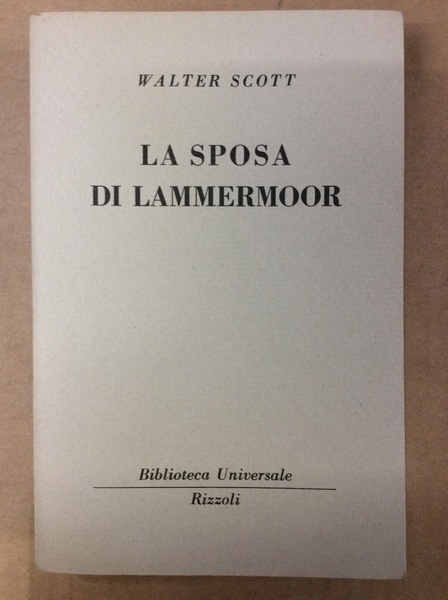 WALTER SCOTT
LA SPOSA
DI LAMMERMOOR
Biblioteca Universale
Rizzoli